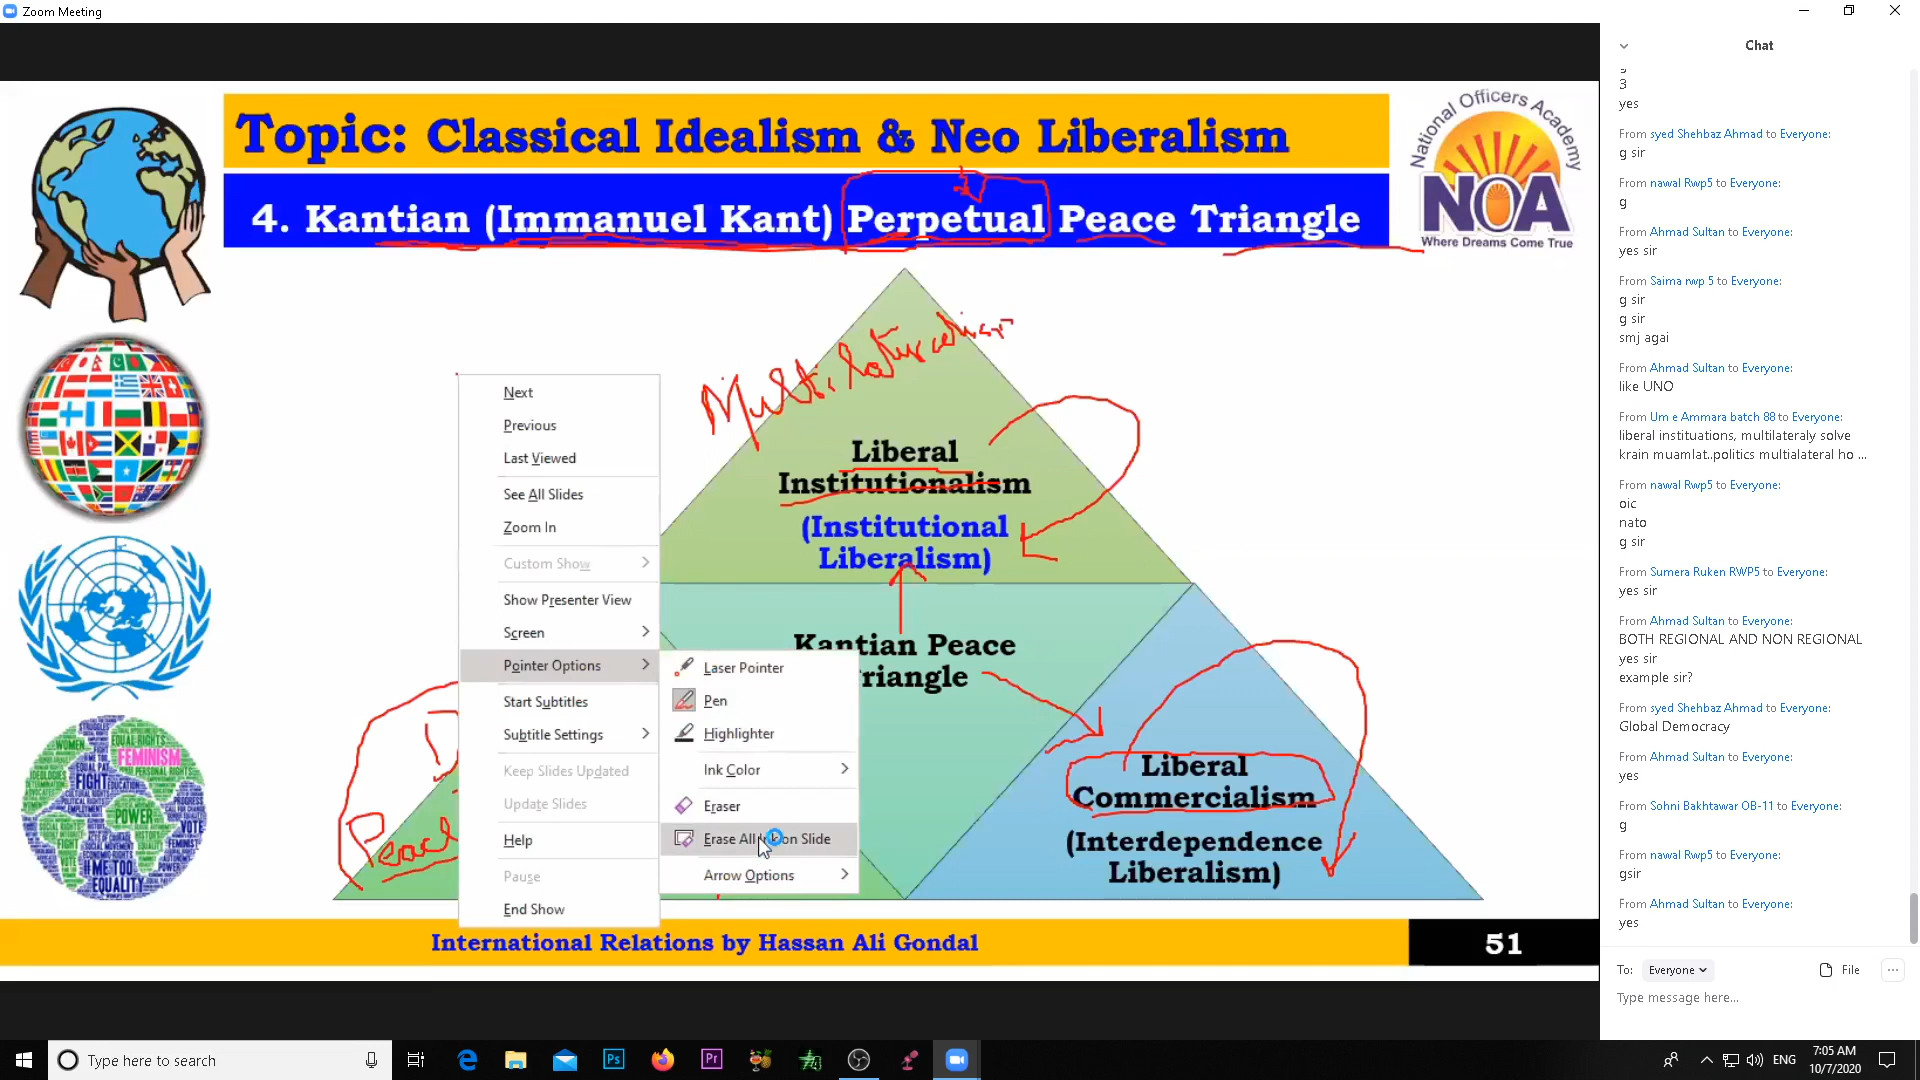 Zoom Meeting
Topic: Classical Idealism & Neo Liberalism
4. Kantian (Immanuel Kant) Perpetual Peace Triangle
National Officers Academy
NOA
Where Dreams Come True
Multilateralism
Liberal
Institutionalism
(Institutional
Liberalism)
Kantian Peace
Liberal
Commercialism
(Interdependence
Liberalism)
Next
Previous
Last Viewed
See All Slides
Zoom In
Custom Show
Show Presenter View
Screen
Pointer Options
Start Subtitles
Subtitle Settings
Keep Slides Updated
Update Slides
Help
Pause
End Show
Laser Pointer
Pen
Highlighter
Ink Color
Eraser
Erase All on Slide
Arrow Options
FEMINISM
FIGHT
POWER
VOTE
#METOO
EQUALITY
International Relations by Hassan Ali Gondal
51
Chat
3
yes
From syed Shehbaz Ahmad to Everyone:
g sir
From nawal Rwp5 to Everyone:
g
From Ahmad Sultan to Everyone:
yes sir
From Saima rwp 5 to Everyone:
g sir
g sir
smj agai
From Ahmad Sultan to Everyone:
like UNO
From Um e Ammara batch 88 to Everyone:
liberal instituations, multilateraly solve
krain muamlat..politics multialateral ho ...
From nawal Rwp5 to Everyone:
oic
nato
g sir
From Sumera Ruken RWP5 to Everyone:
yes sir
From Ahmad Sultan to Everyone:
BOTH REGIONAL AND NON REGIONAL
yes sir
example sir?
From syed Shehbaz Ahmad to Everyone:
Global Democracy
From Ahmad Sultan to Everyone:
yes
From Sohni Bakhtawar OB-11 to Everyone:
g
From nawal Rwp5 to Everyone:
gsir
From Ahmad Sultan to Everyone:
yes
To: Everyone
File
Type message here...
Type here to search
ENG
7:05 AM
10/7/2020